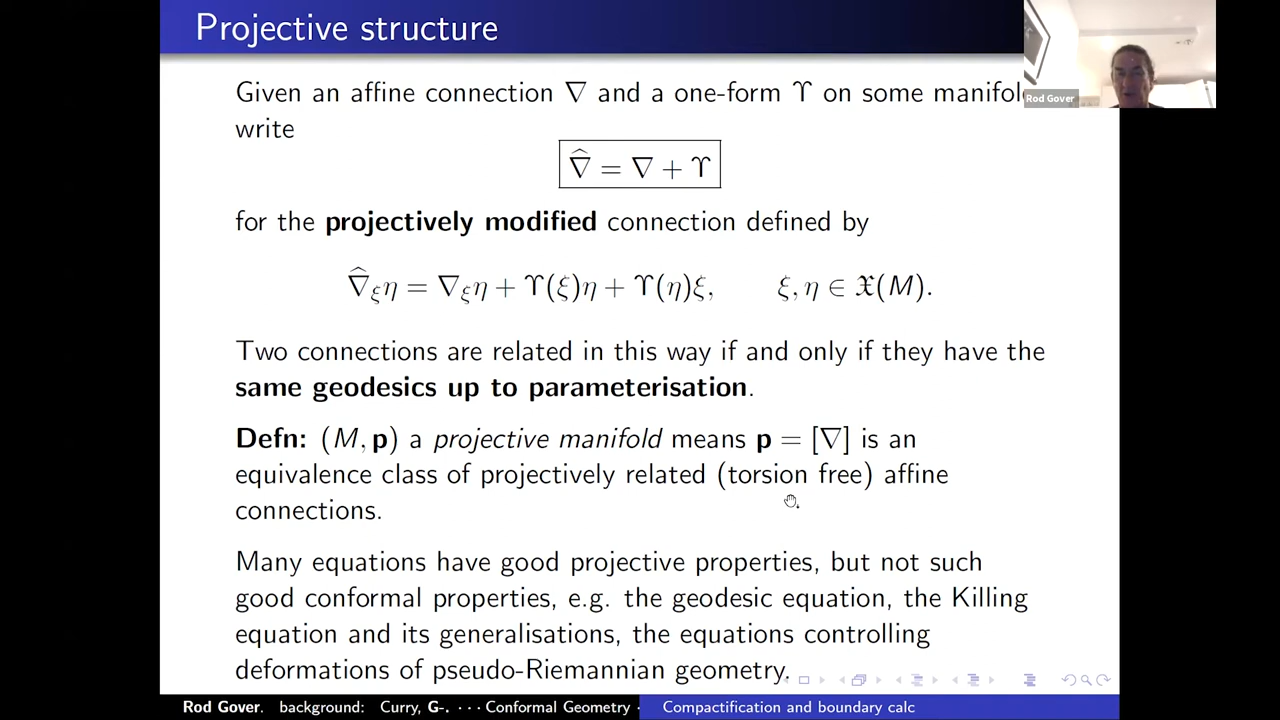 Projective structure
Rod Gover
Given an affine connection ∇ and a one-form Υ on some manifol
write
∇̂ = ∇ + Υ
for the projectively modified connection defined by
∇̂_ξ η = ∇_ξ η + Υ(ξ)η + Υ(η)ξ, ξ, η ∈ 𝔛(M).
Two connections are related in this way if and only if they have the
same geodesics up to parameterisation.
Defn: (M, p) a projective manifold means p = [∇] is an
equivalence class of projectively related (torsion free) affine
connections.
Many equations have good projective properties, but not such
good conformal properties, e.g. the geodesic equation, the Killing
equation and its generalisations, the equations controlling
deformations of pseudo-Riemannian geometry.
Rod Gover. background: Curry, G-. ··· Conformal Geometry · Compactification and boundary calc